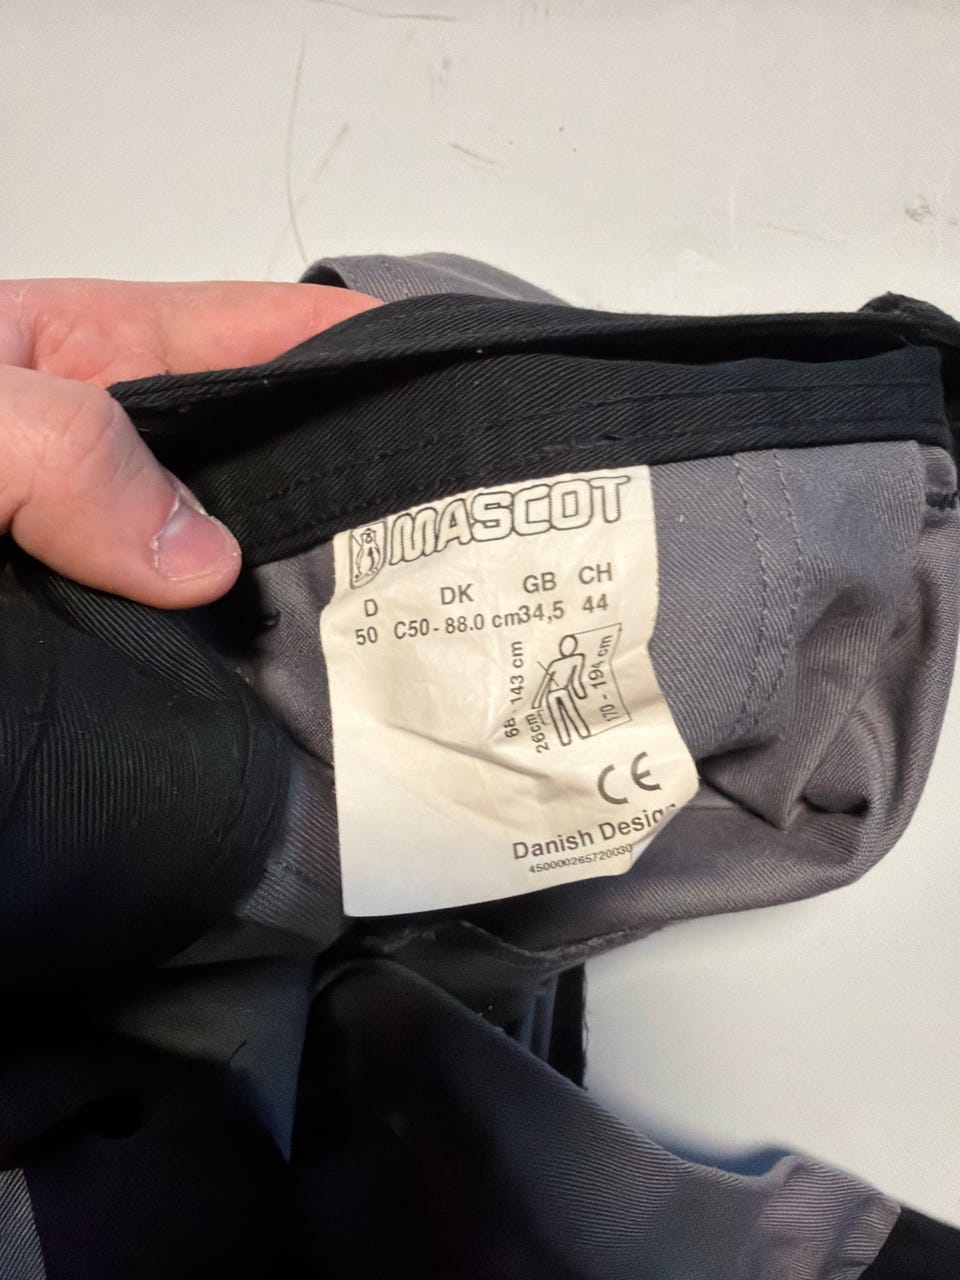 MASCOT
D DK GB CH
50 C50 - 88.0 cm 34,5 44
68 - 143 cm
26cm
170 - 194 cm
CE
Danish Design
450000265720030